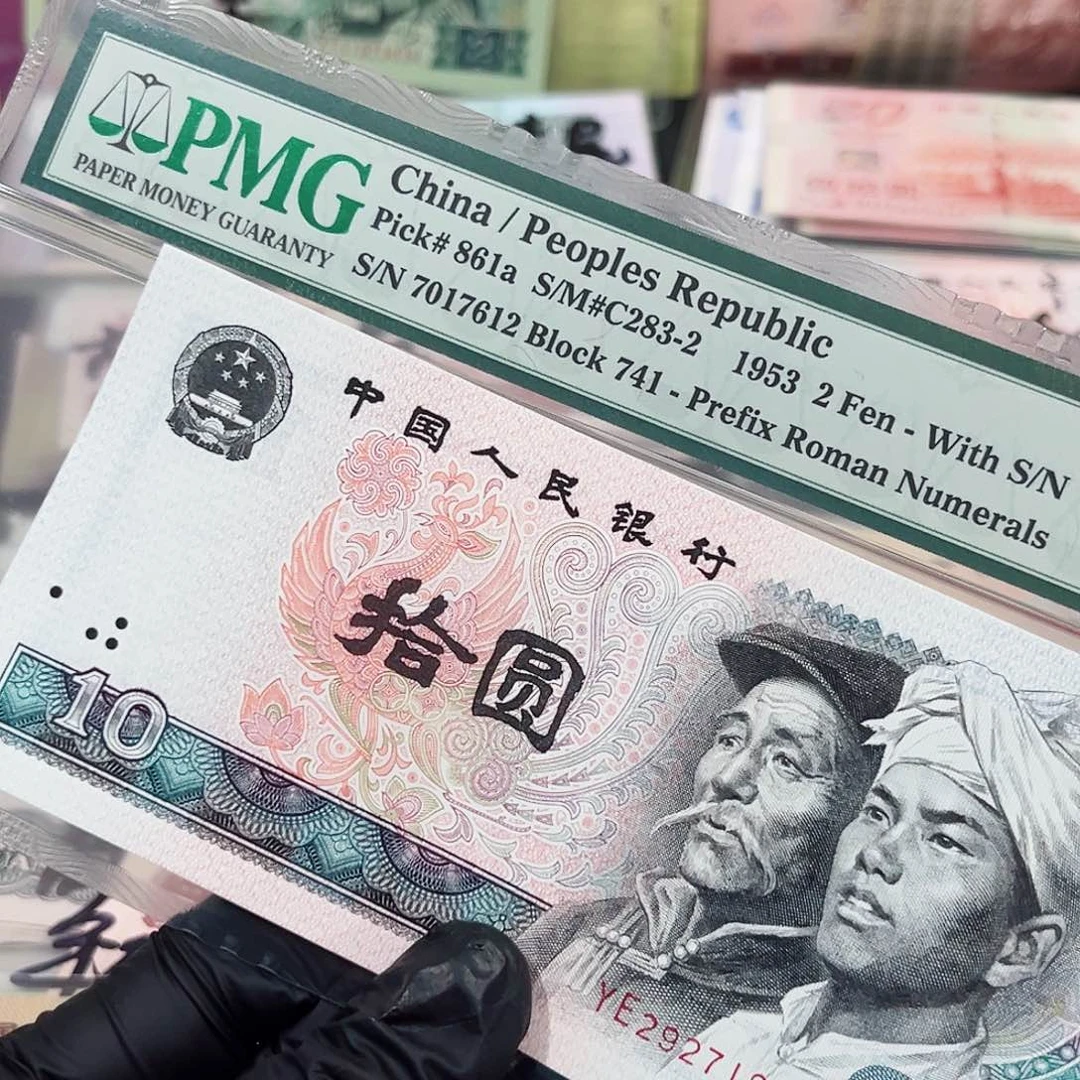 PMG
PAPER MONEY GUARANTY
China / Peoples Republic
Pick# 861a S/M#C283-2 1953 2 Fen - With S/N
S/N 7017612 Block 741 - Prefix Roman Numerals
中国人民银行
拾圆
10